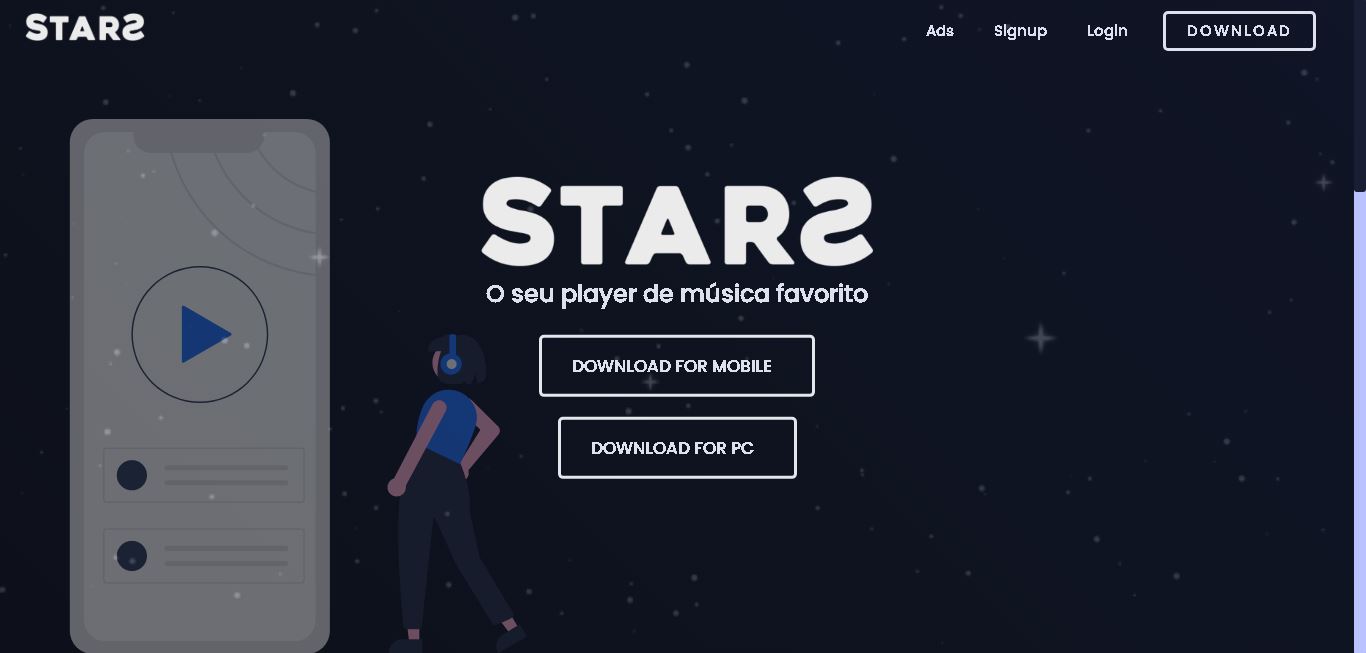 STARS
Ads
Signup
Login
DOWNLOAD
STARS
O seu player de música favorito
DOWNLOAD FOR MOBILE
DOWNLOAD FOR PC